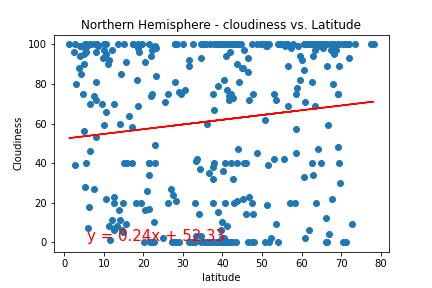 Northern Hemisphere - cloudiness vs. Latitude
100
80
60
40
20
0
Cloudiness
y = 0.24x + 52.33
0 10 20 30 40 50 60 70 80
latitude